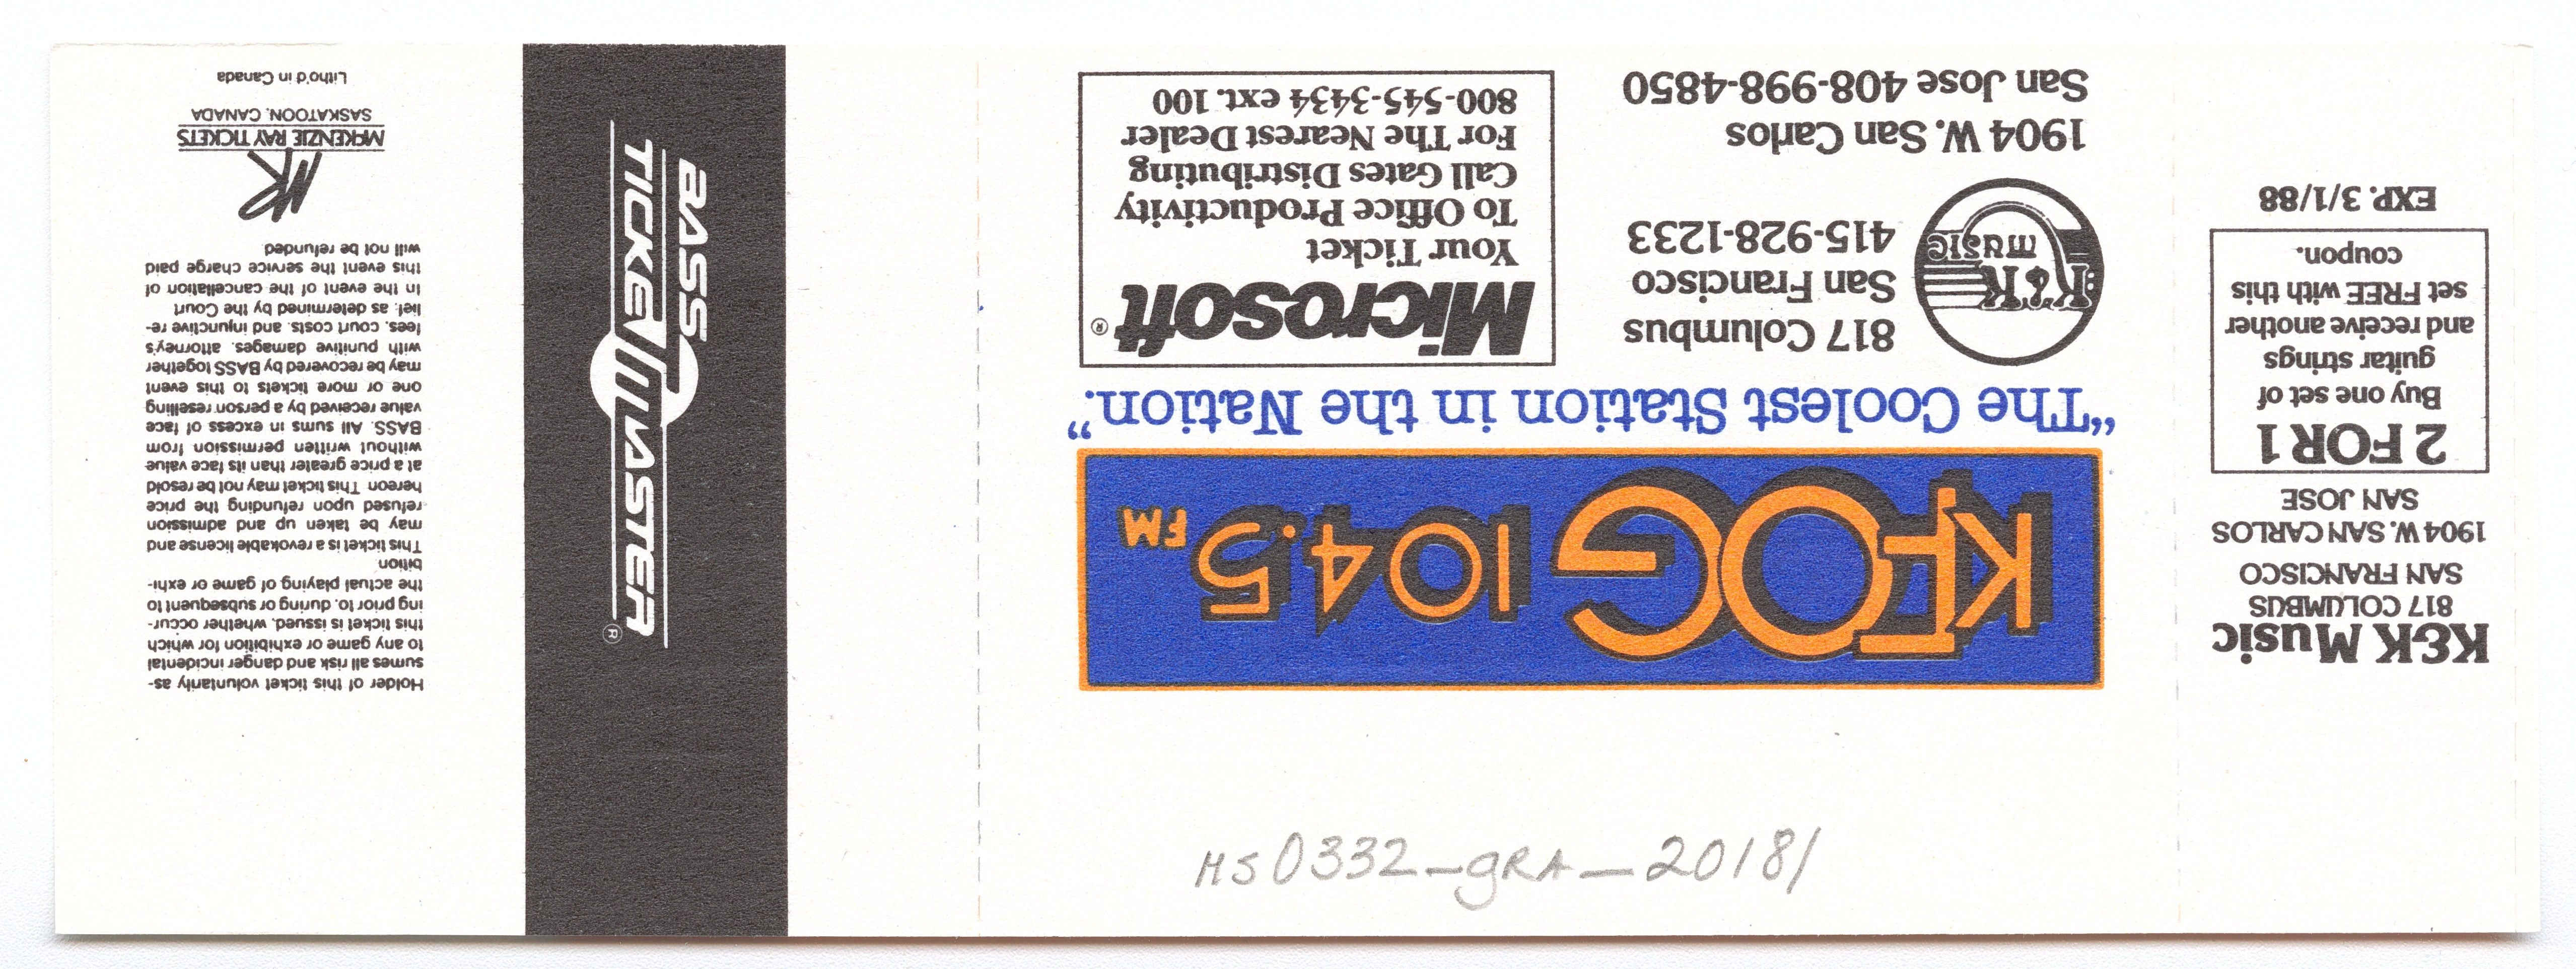 K&K Music
817 COLUMBUS
SAN FRANCISCO
1904 W. SAN CARLOS
SAN JOSE
2 FOR 1
Buy one set of
guitar strings
and receive another
set FREE with this
coupon.
EXP. 3/1/88
KFOG 104.5 FM
"The Coolest Station in the Nation."
K&K MUSIC
817 Columbus
San Francisco
415-928-1233
1904 W. San Carlos
San Jose 408-998-4850
Microsoft®
Your Ticket
To Office Productivity
Call Gates Distributing
For The Nearest Dealer
800-545-3434 ext. 100
BASS
TICKETMASTER®
Holder of this ticket voluntarily as-
sumes all risk and danger incidental
to any game or exhibition for which
this ticket is issued, whether occur-
ing prior to, during or subsequent to
the actual playing of game or exhi-
bition
This ticket is a revokable license and
may be taken up and admission
refused upon refunding the price
hereon. This ticket may not be resold
at a price greater than its face value
without written permission from
BASS. All sums in excess of face
value received by a person reselling
one or more tickets to this event
may be recovered by BASS together
with punitive damages, attorney's
fees, court costs, and injunctive re-
lief, as determined by the Court
In the event of the cancellation of
this event the service charge paid
will not be refunded
MR
MCKENZIE RAY TICKETS
SASKATOON, CANADA
Litho'd in Canada
HS0332_gRA_20181